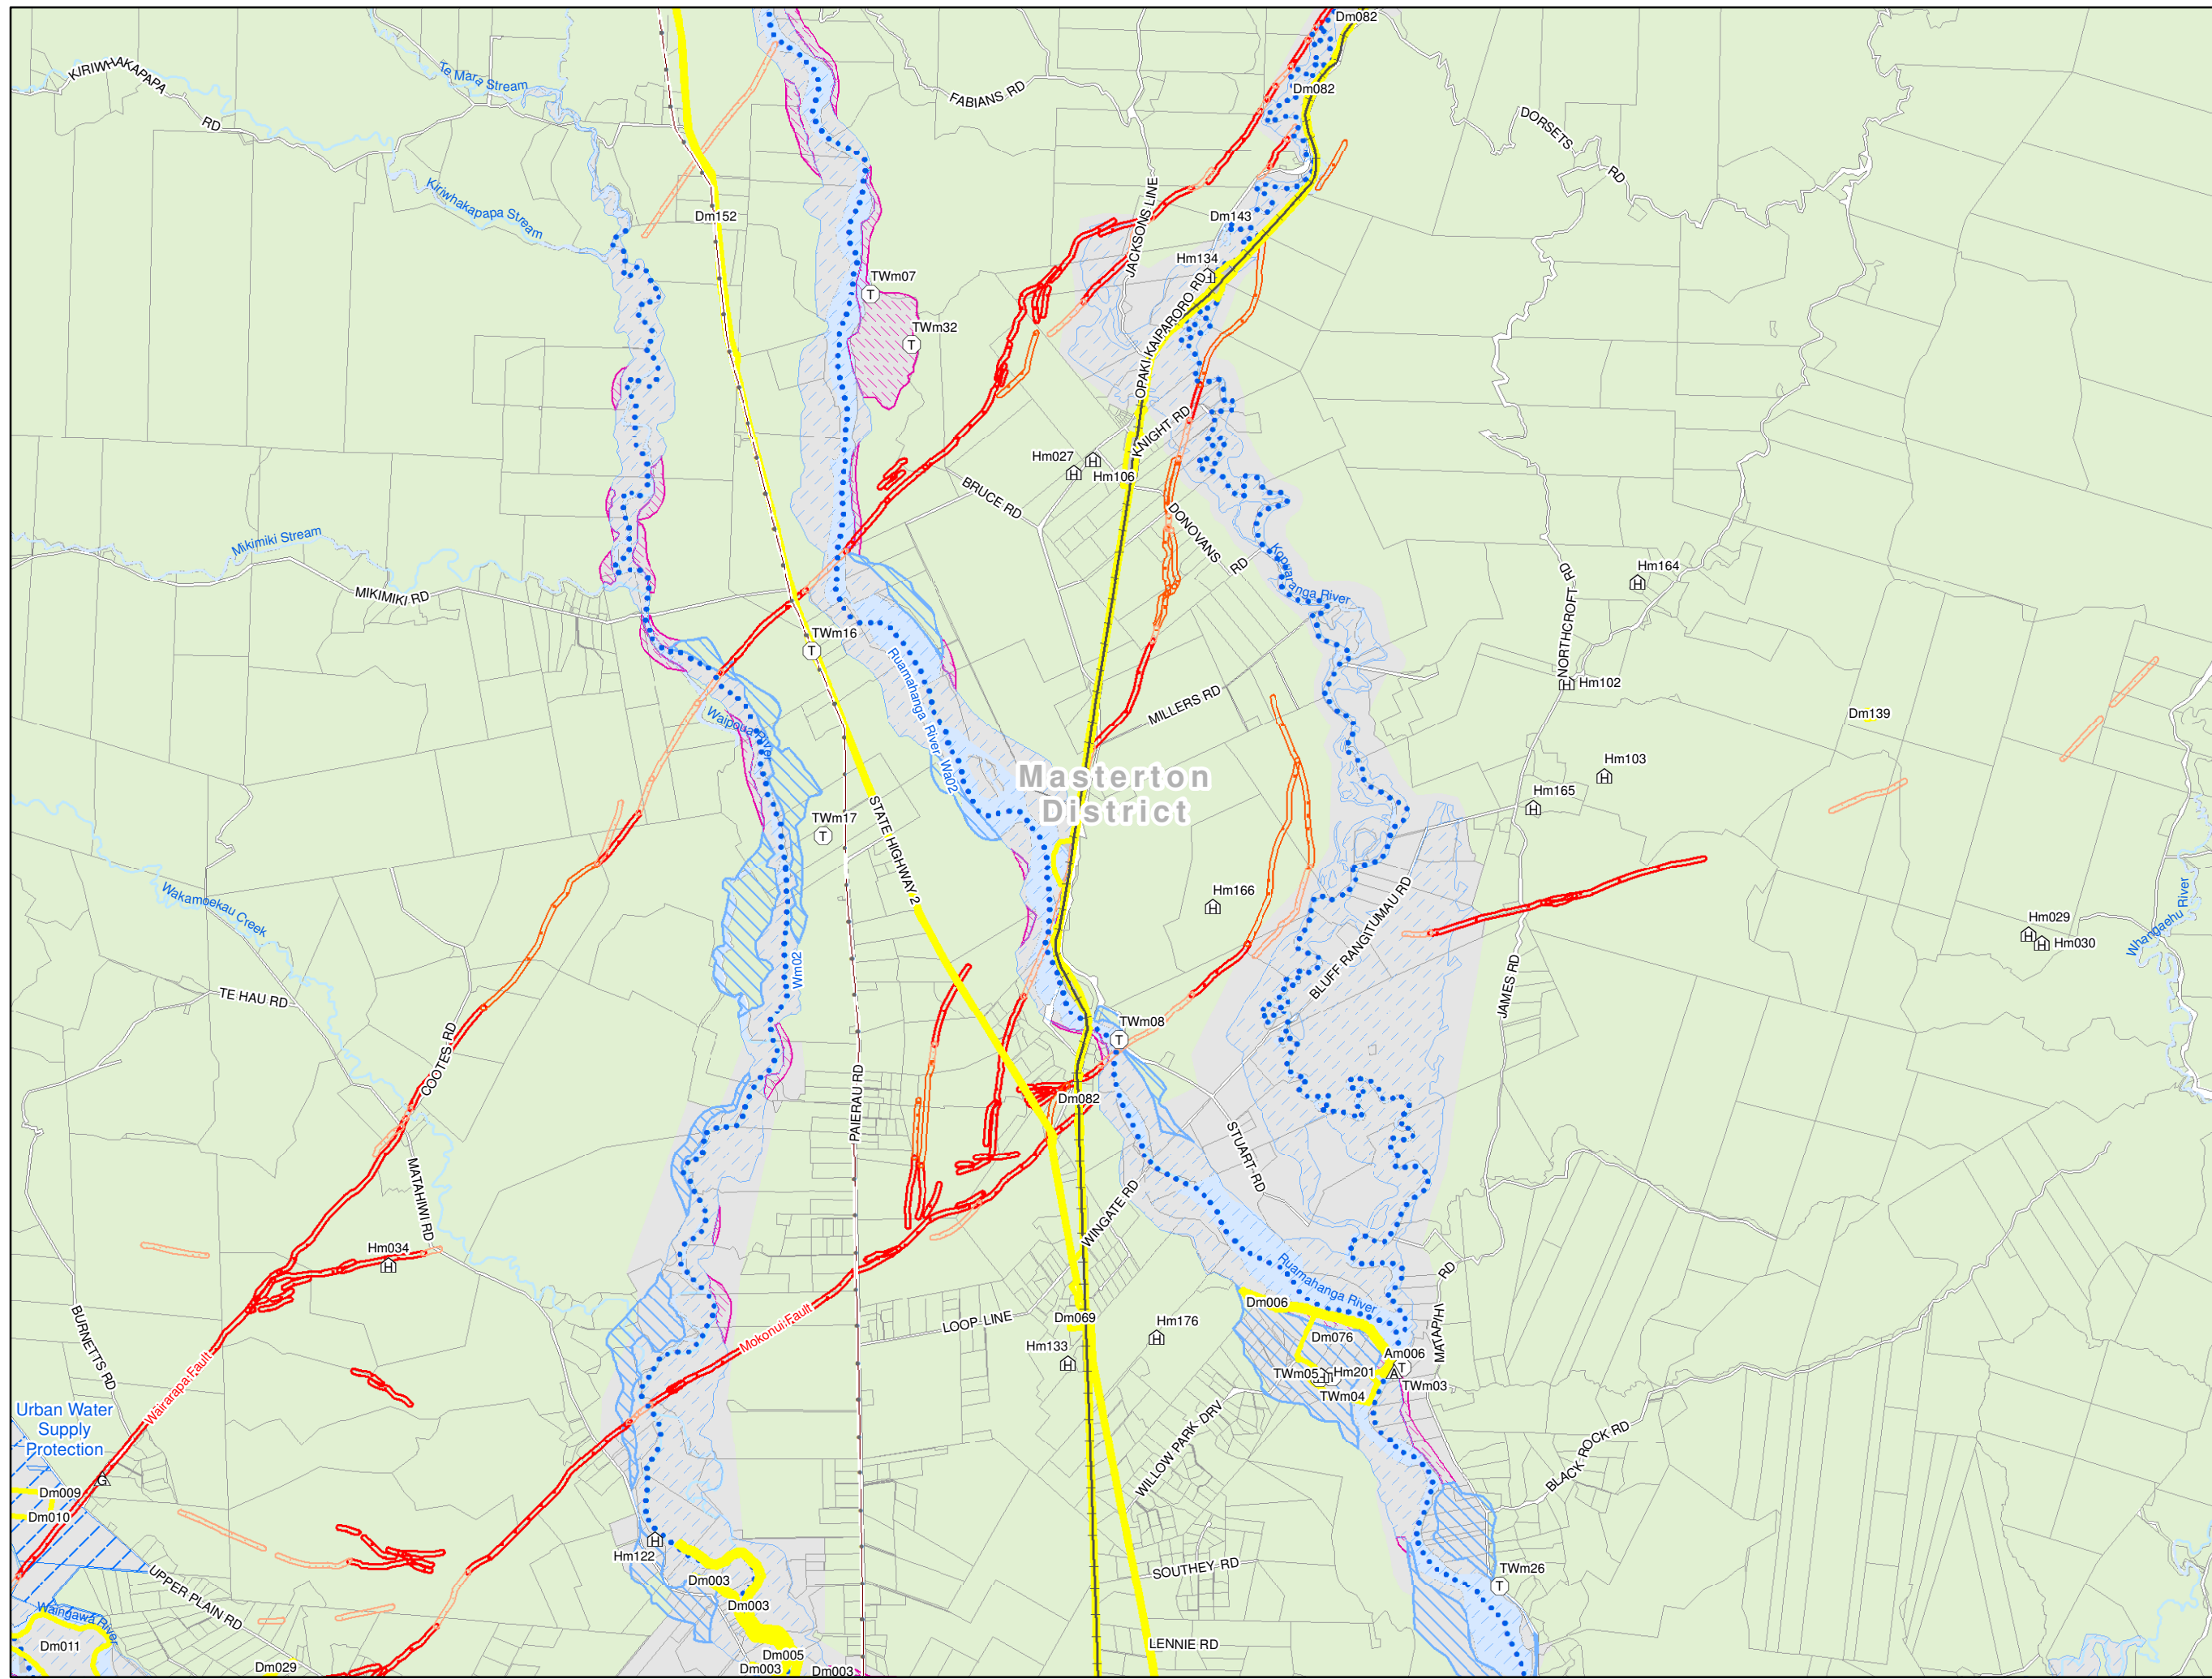 Dm082
KIRIWHAKAPAPA
RD
Te Mara Stream
FABIANS RD
Dm082
DORSETS
RD
Kiriwhakapapa Stream
Dm152
JACKSONS LINE
Dm143
Hm134
TWm07
TWm32
OPAKI KAIPARORO RD
KNIGHT RD
Hm027
Hm106
BRUCE RD
DONOVANS
RD
Mikimiki Stream
MIKIMIKI RD
Kopuaranga River
Hm164
NORTHCROFT RD
Hm102
TWm16
Ruamahanga River
Wa02
MILLERS RD
Waipoua River
Dm139
Masterton
District
Hm103
Hm165
TWm17
STATE HIGHWAY 2
Wakamoekau Creek
Hm166
BLUFF RANGITUMAU RD
Whangaehu River
Hm029
Hm030
Wm02
TE HAU RD
JAMES RD
COOTES RD
TWm08
PAIERAU RD
Dm082
STUART RD
MATAHIWI RD
WINGATE RD
Hm034
Ruamahanga River
RD
MATAPIHI
Dm006
BURNETTS RD
Mokonui Fault
LOOP LINE
Dm069
Hm176
Dm076
Hm133
Am006
TWm05
Hm201
TWm03
TWm04
Wairarapa Fault
Urban Water
Supply
Protection
WILLOW PARK DRV
BLACK ROCK RD
G
Dm009
Dm010
Hm122
Dm003
SOUTHEY RD
TWm26
UPPER PLAIN RD
Waingawa River
Dm003
Dm011
LENNIE RD
Dm005
Dm029
Dm003
Dm003